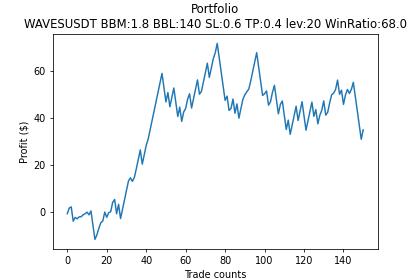 Portfolio
WAVESUSDT BBM:1.8 BBL:140 SL:0.6 TP:0.4 lev:20 WinRatio:68.0
Profit ($)
60
40
20
0
0 20 40 60 80 100 120 140
Trade counts